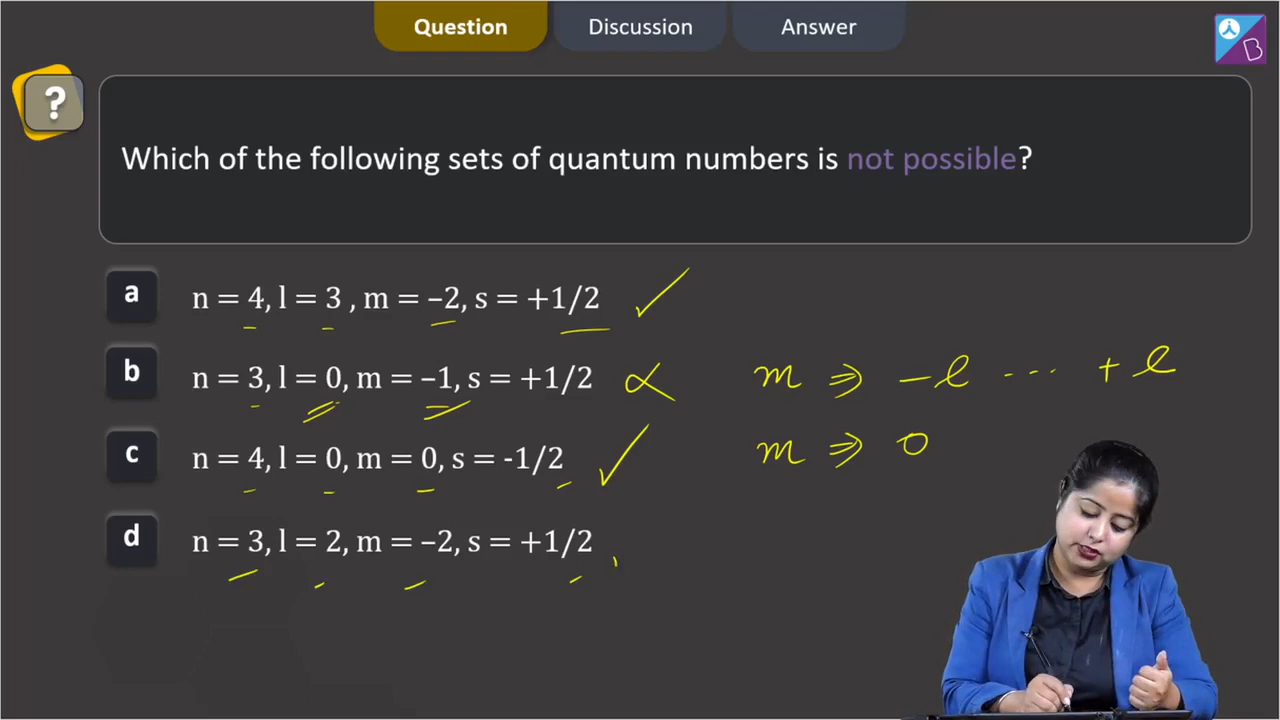 Question Discussion Answer
B
?
Which of the following sets of quantum numbers is not possible?
a n = 4, l = 3 , m = –2, s = +1/2 ✓
b n = 3, l = 0, m = –1, s = +1/2 m ⇒ – l ... + l
c n = 4, l = 0, m = 0, s = -1/2 ✓ m ⇒ 0
d n = 3, l = 2, m = –2, s = +1/2